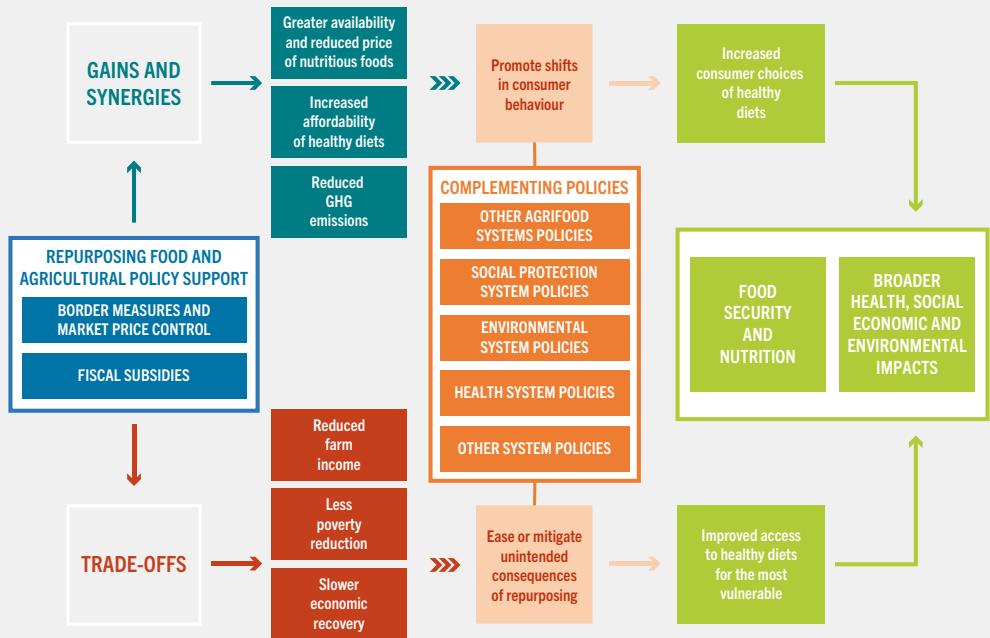 GAINS AND
SYNERGIES
Greater availability
and reduced price
of nutritious foods
Increased
affordability
of healthy diets
Reduced
GHG
emissions
Promote shifts
in consumer
behaviour
Increased
consumer choices
of healthy
diets
REPURPOSING FOOD AND
AGRICULTURAL POLICY SUPPORT
BORDER MEASURES AND
MARKET PRICE CONTROL
FISCAL SUBSIDIES
COMPLEMENTING POLICIES
OTHER AGRIFOOD
SYSTEMS POLICIES
SOCIAL PROTECTION
SYSTEM POLICIES
ENVIRONMENTAL
SYSTEM POLICIES
HEALTH SYSTEM POLICIES
OTHER SYSTEM POLICIES
FOOD
SECURITY
AND
NUTRITION
BROADER
HEALTH, SOCIAL
ECONOMIC AND
ENVIRONMENTAL
IMPACTS
TRADE-OFFS
Reduced
farm
income
Less
poverty
reduction
Slower
economic
recovery
Ease or mitigate
unintended
consequences
of repurposing
Improved access
to healthy diets
for the most
vulnerable